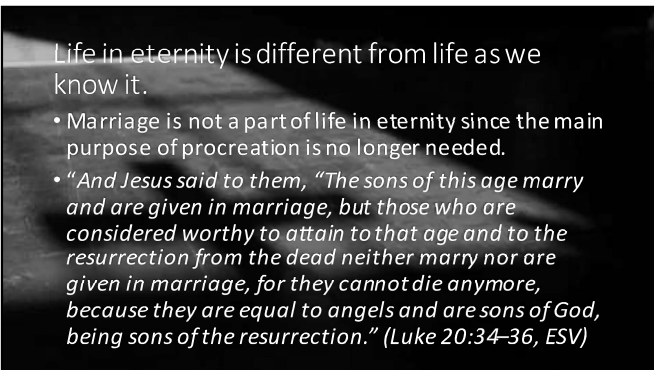 Life in eternity is different from life as we
know it.
• Marriage is not a part of life in eternity since the main
purpose of procreation is no longer needed.
• “And Jesus said to them, “The sons of this age marry
and are given in marriage, but those who are
considered worthy to attain to that age and to the
resurrection from the dead neither marry nor are
given in marriage, for they cannot die anymore,
because they are equal to angels and are sons of God,
being sons of the resurrection.” (Luke 20:34–36, ESV)